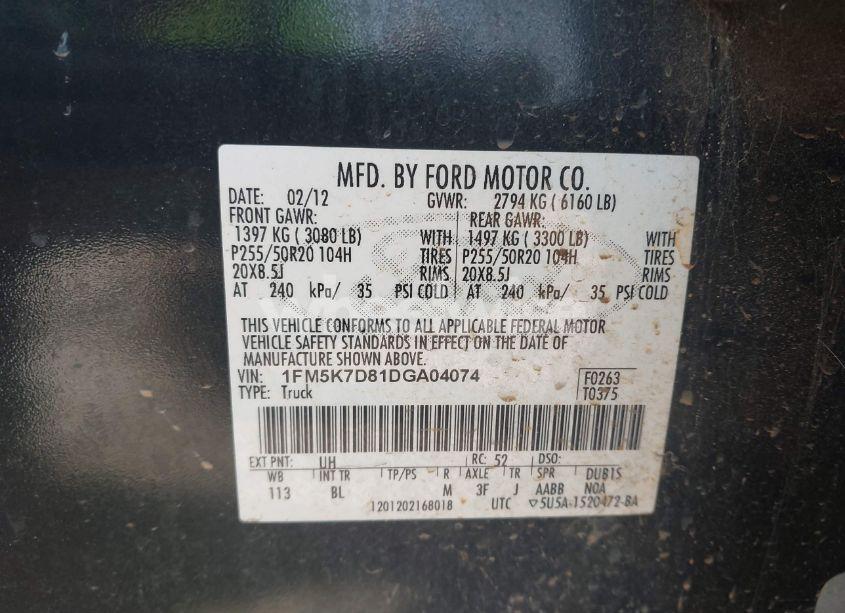 MFD. BY FORD MOTOR CO.
DATE: 02/12 GVWR: 2794 KG ( 6160 LB)
FRONT GAWR: REAR GAWR:
1397 KG ( 3080 LB) WITH 1497 KG ( 3300 LB) WITH
P255/50R20 104H TIRES P255/50R20 104H TIRES
20X8.5J RIMS 20X8.5J RIMS
AT 240 kPa/ 35 PSI COLD AT 240 kPa/ 35 PSI COLD
THIS VEHICLE CONFORMS TO ALL APPLICABLE FEDERAL MOTOR
VEHICLE SAFETY STANDARDS IN EFFECT ON THE DATE OF
MANUFACTURE SHOWN ABOVE.
VIN: 1FM5K7D81DGA04074 F0263
TYPE: Truck T0375
EXT PNT: UH RC: 52 DSO:
WB INT TR TP/PS R AXLE TR SPR DUB1S
113 BL M 3F J AABB N0A
1201202168018 UTC ▽5U5A-1520472-BA